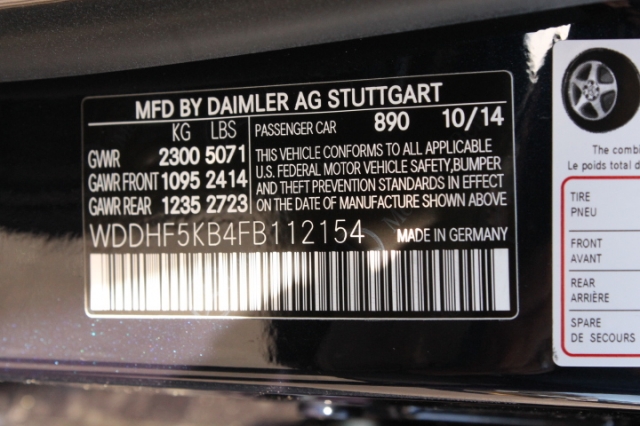 MFD BY DAIMLER AG STUTTGART
KG LBS
GVWR 2300 5071
GAWR FRONT 1095 2414
GAWR REAR 1235 2723
PASSENGER CAR 890 10/14
THIS VEHICLE CONFORMS TO ALL APPLICABLE
U.S. FEDERAL MOTOR VEHICLE SAFETY,BUMPER
AND THEFT PREVENTION STANDARDS IN EFFECT
ON THE DATE OF MANUFACTURE SHOWN ABOVE
WDDHF5KB4FB112154 MADE IN GERMANY
The combi
Le poids total d
TIRE
PNEU
FRONT
AVANT
REAR
ARRIÈRE
SPARE
DE SECOURS